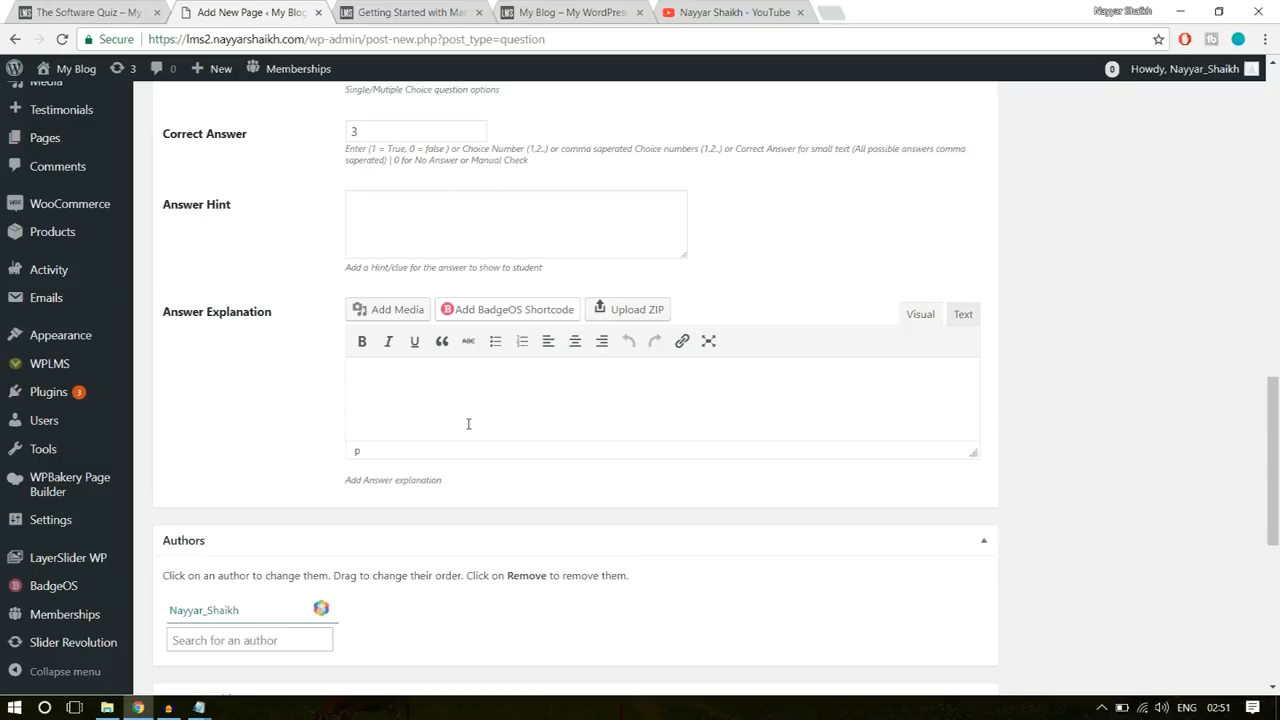 The Software Quiz – My
Add New Page ‹ My Blog
Getting Started with Ma
My Blog – My WordPres
Nayyar Shaikh - YouTube
Nayyar Shaikh
Secure
https://lms2.nayyarshaikh.com/wp-admin/post-new.php?post_type=question
My Blog
3
0
New
Memberships
0
Howdy, Nayyar_Shaikh
Media
Testimonials
Pages
Comments
WooCommerce
Products
Activity
Emails
Appearance
WPLMS
Plugins 3
Users
Tools
WPBakery Page
Builder
Settings
LayerSlider WP
BadgeOS
Memberships
Slider Revolution
Collapse menu
Single/Mutiple Choice question options
Correct Answer
3
Enter (1 = True, 0 = false ) or Choice Number (1,2..) or comma saperated Choice numbers (1,2..) or Correct Answer for small text (All possible answers comma
saperated) | 0 for No Answer or Manual Check
Answer Hint
Add a Hint/clue for the answer to show to student
Answer Explanation
Add Media
Add BadgeOS Shortcode
Upload ZIP
Visual
Text
B I U ABC
p
Add Answer explanation
Authors
Click on an author to change them. Drag to change their order. Click on Remove to remove them.
Nayyar_Shaikh
Search for an author
ENG
02:51